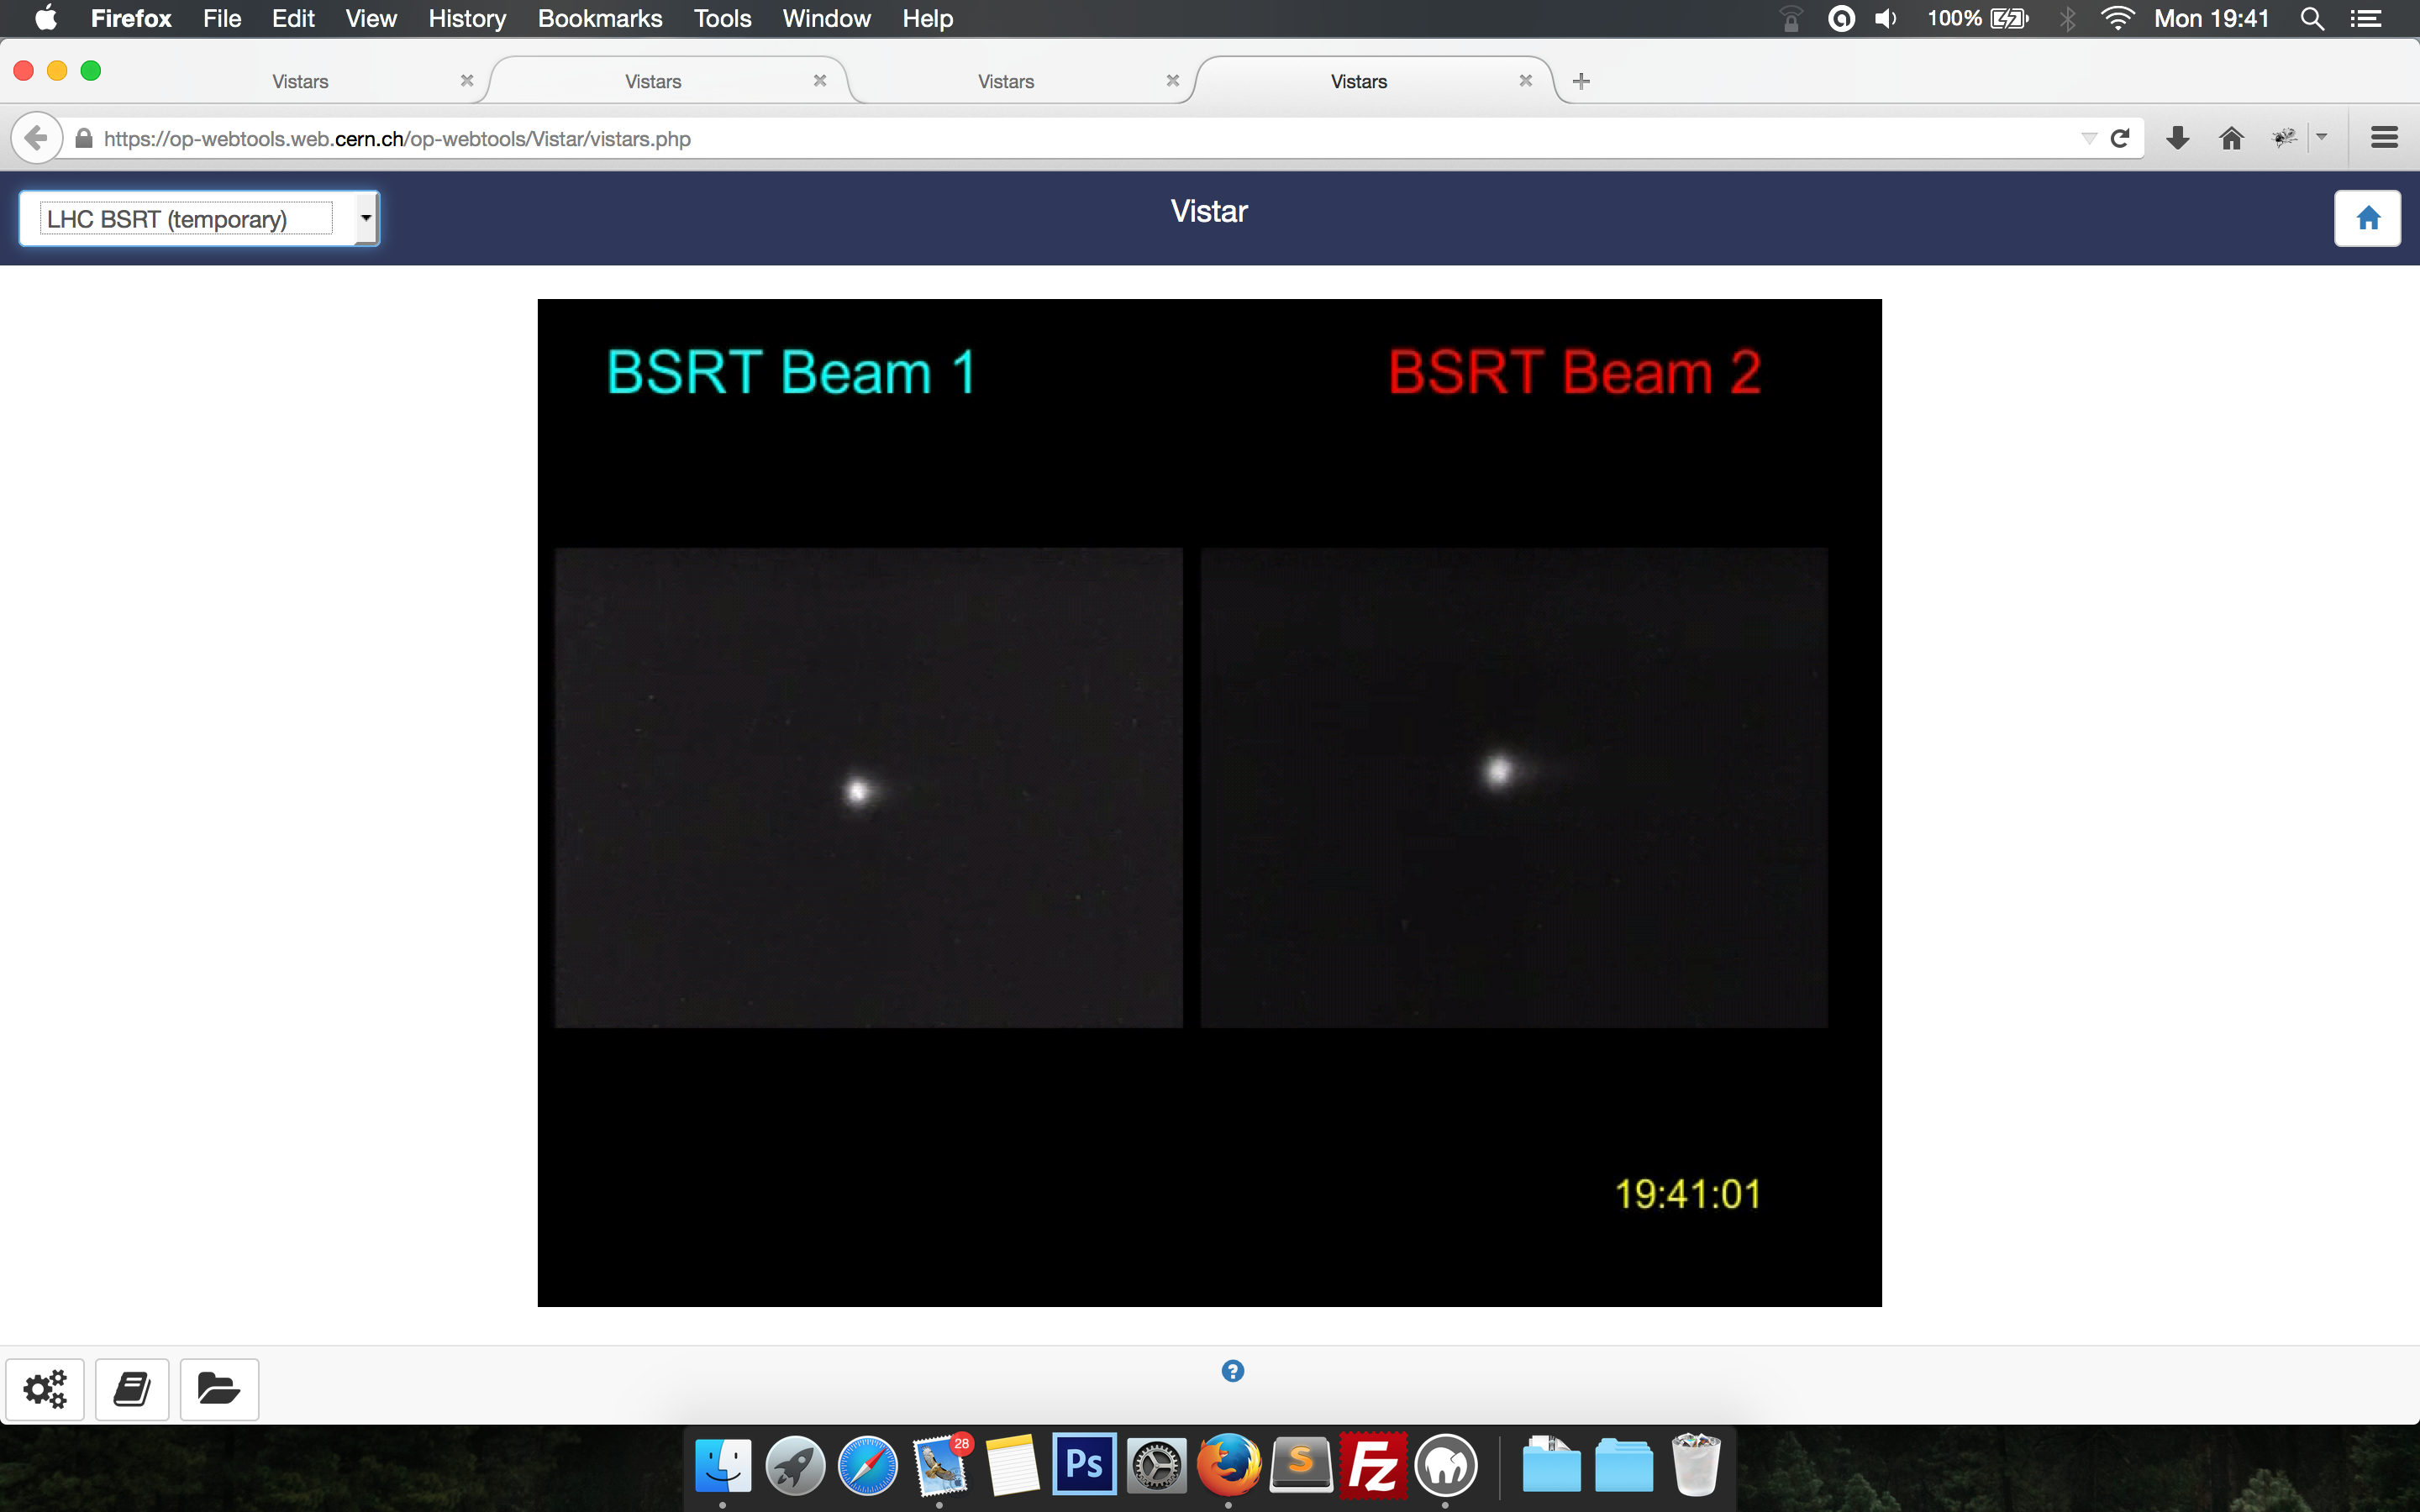 Firefox File Edit View History Bookmarks Tools Window Help 100% Mon 19:41
Vistars Vistars Vistars Vistars
https://op-webtools.web.cern.ch/op-webtools/Vistar/vistars.php
LHC BSRT (temporary) Vistar
BSRT Beam 1 BSRT Beam 2
19:41:01
?
28
Ps S Fz